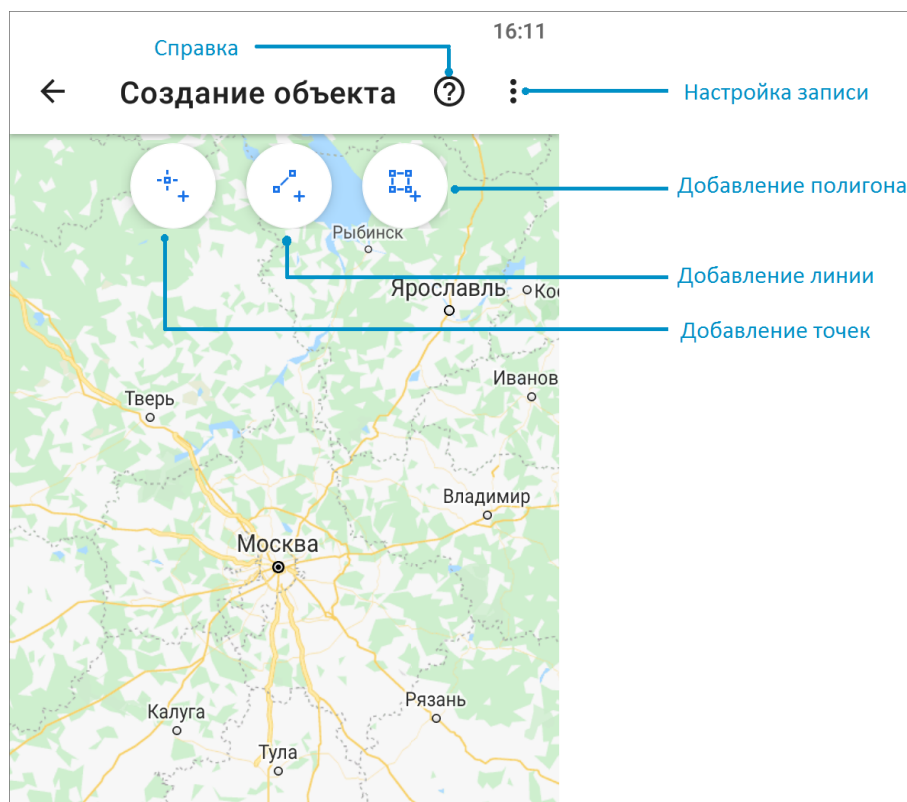 16:11
Справка
Создание объекта
Настройка записи
Добавление полигона
Рыбинск
Добавление линии
Ярославль
Ко
Добавление точек
Иванов
Тверь
Владимир
Москва
Рязань
Калуга
Тула